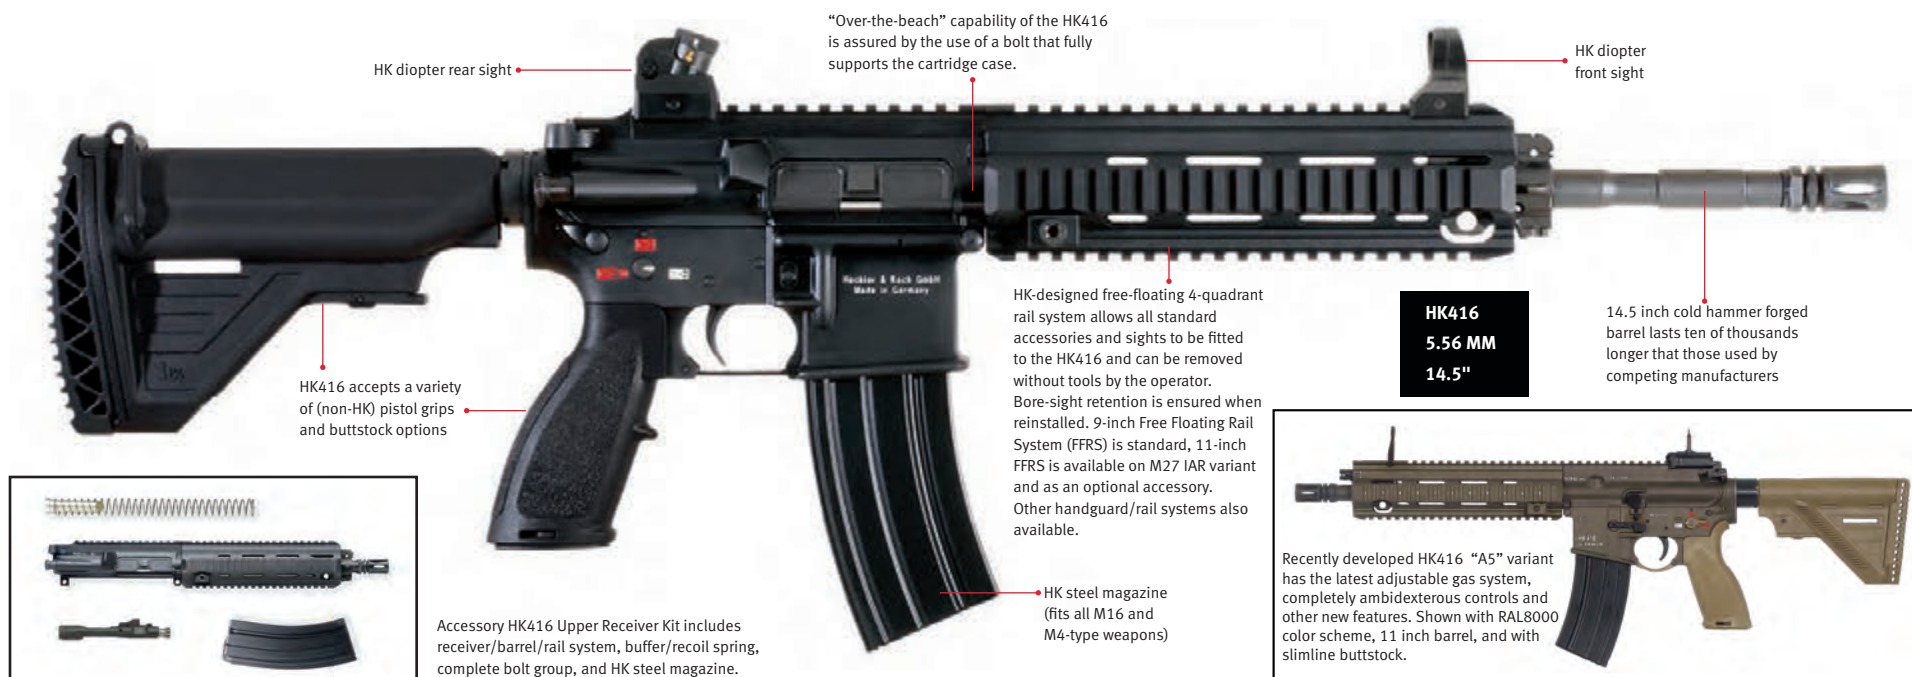 “Over-the-beach” capability of the HK416
is assured by the use of a bolt that fully
supports the cartridge case.
HK diopter rear sight
HK diopter
front sight
Heckler & Koch GmbH
Made in Germany
HK-designed free-floating 4-quadrant
rail system allows all standard
accessories and sights to be fitted
to the HK416 and can be removed
without tools by the operator.
Bore-sight retention is ensured when
reinstalled. 9-inch Free Floating Rail
System (FFRS) is standard, 11-inch
FFRS is available on M27 IAR variant
and as an optional accessory.
Other handguard/rail systems also
available.
HK416
5.56 MM
14.5"
14.5 inch cold hammer forged
barrel lasts ten of thousands
longer that those used by
competing manufacturers
HK416 accepts a variety
of (non-HK) pistol grips
and buttstock options
HK steel magazine
(fits all M16 and
M4-type weapons)
Accessory HK416 Upper Receiver Kit includes
receiver/barrel/rail system, buffer/recoil spring,
complete bolt group, and HK steel magazine.
Recently developed HK416 “A5” variant
has the latest adjustable gas system,
completely ambidexterous controls and
other new features. Shown with RAL8000
color scheme, 11 inch barrel, and with
slimline buttstock.